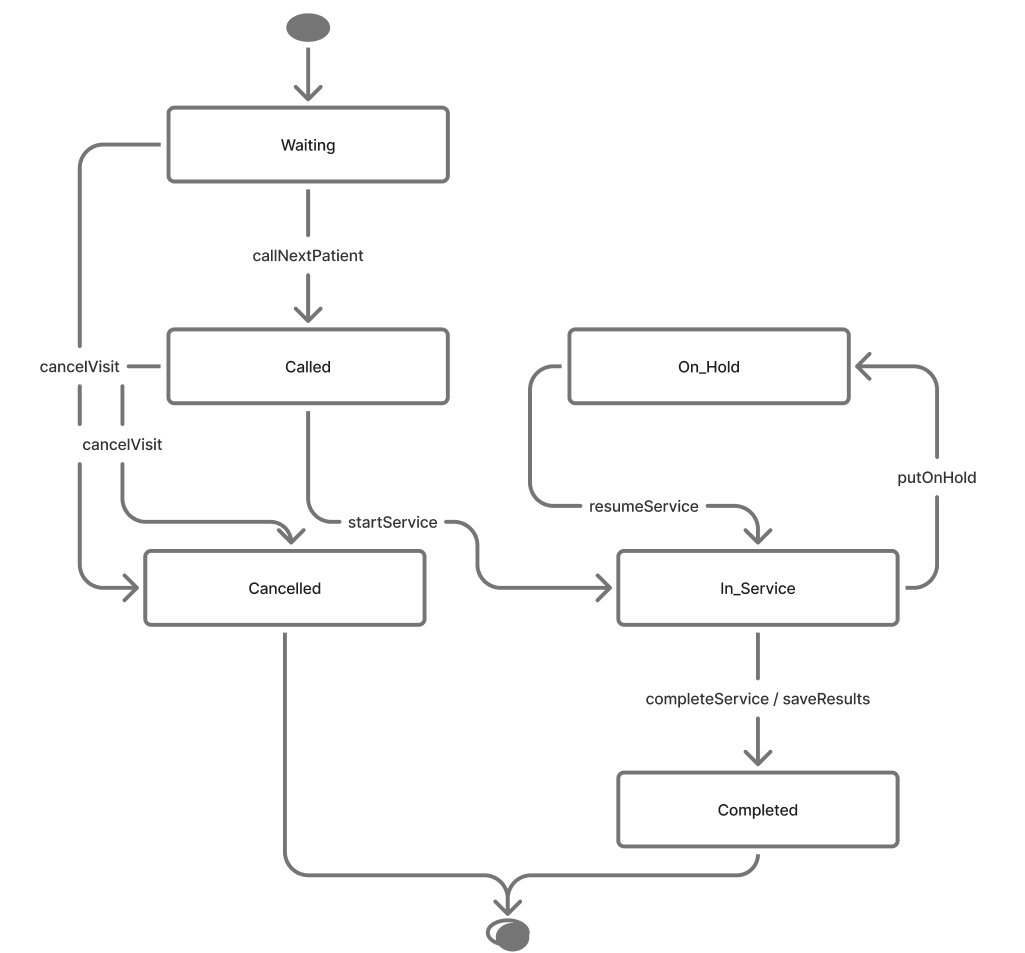 Waiting
callNextPatient
cancelVisit
Called
On_Hold
cancelVisit
putOnHold
resumeService
startService
Cancelled
In_Service
completeService / saveResults
Completed